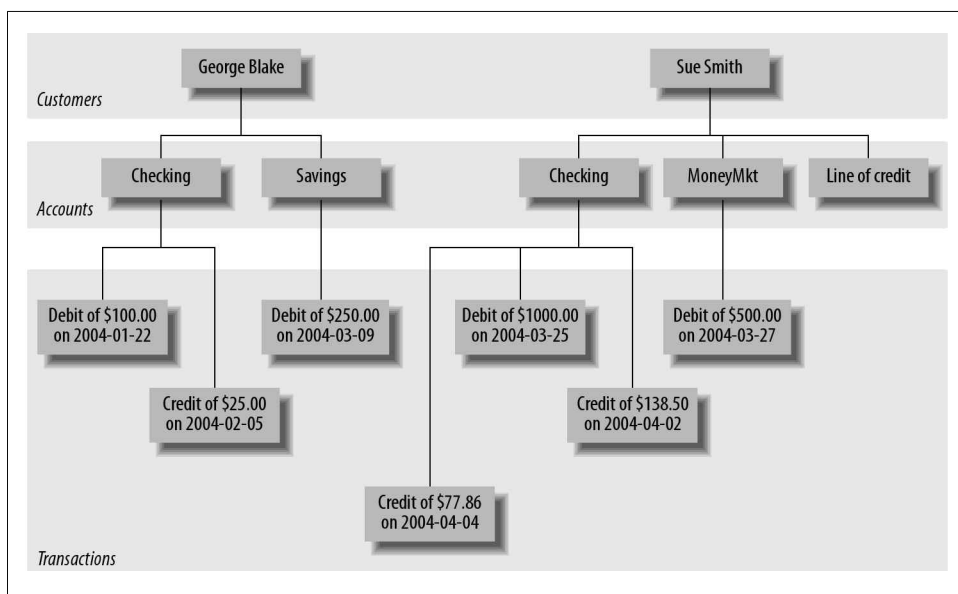 George Blake
Sue Smith
Customers
Checking
Savings
Checking
MoneyMkt
Line of credit
Accounts
Debit of $100.00
on 2004-01-22
Debit of $250.00
on 2004-03-09
Debit of $1000.00
on 2004-03-25
Debit of $500.00
on 2004-03-27
Credit of $25.00
on 2004-02-05
Credit of $138.50
on 2004-04-02
Credit of $77.86
on 2004-04-04
Transactions